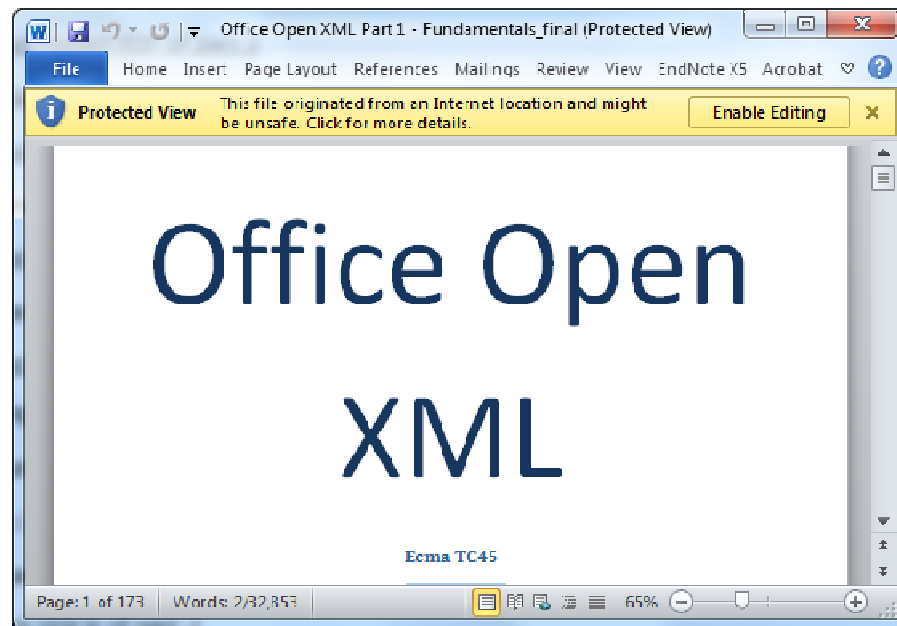 Office Open XML Part 1 - Fundamentals_final (Protected View)
File Home Insert Page Layout References Mailings Review View EndNote X5 Acrobat
Protected View This file originated from an Internet location and might be unsafe. Click for more details. Enable Editing
Office Open
XML
Ecma TC45
Page: 1 of 173 Words: 2/32,853 65%